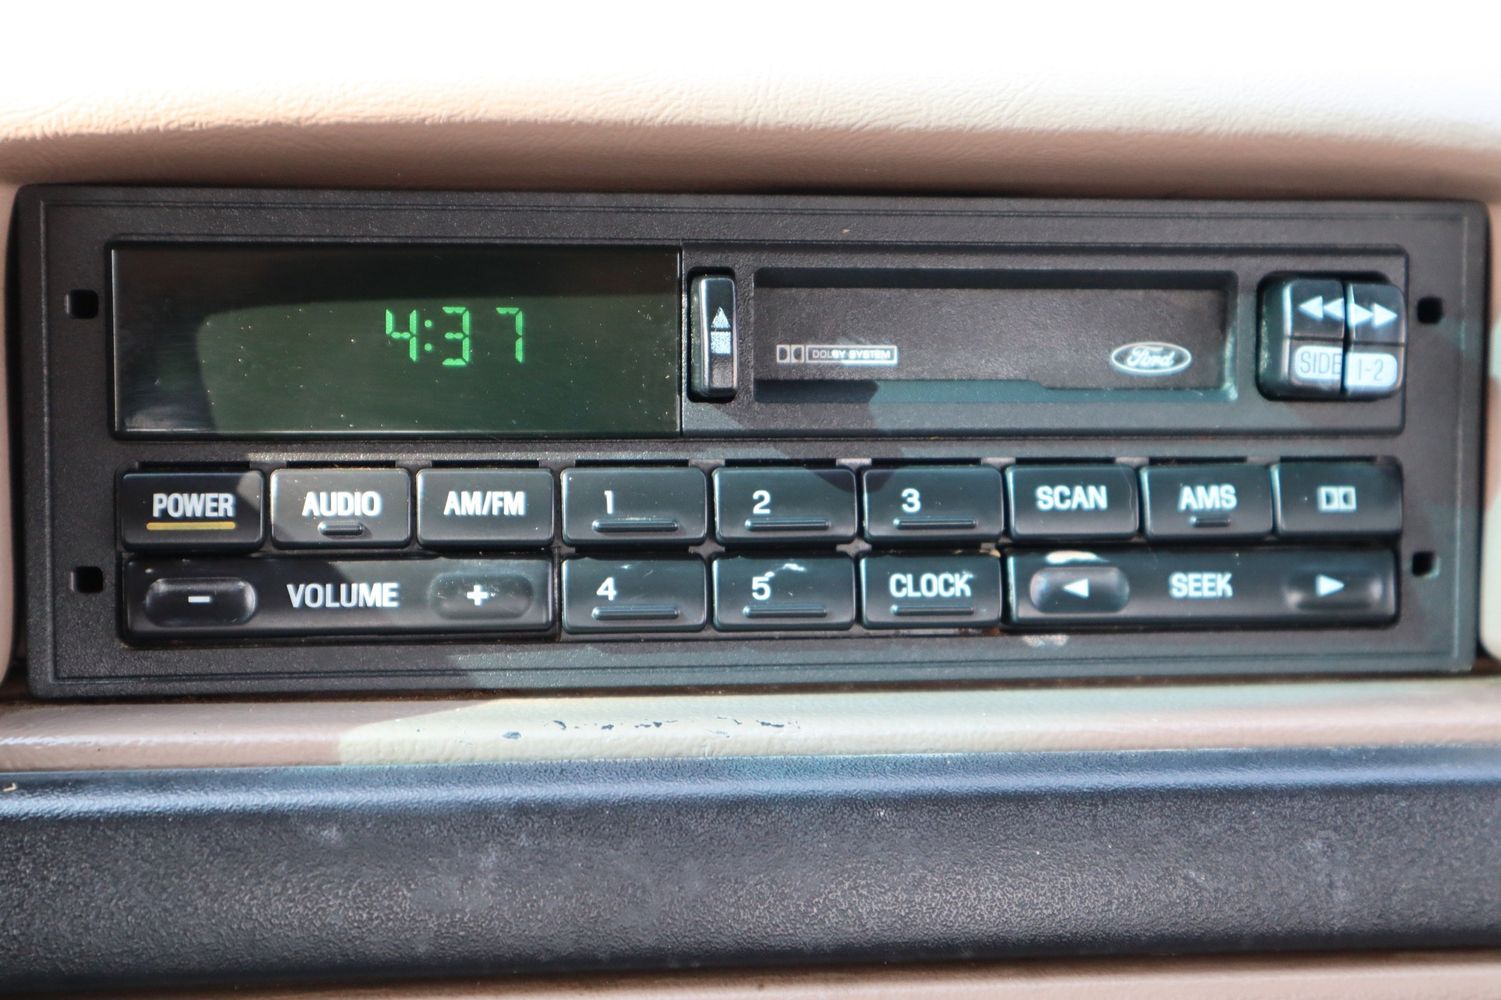 4:37
DOLBY SYSTEM
Ford
SIDE 1-2
POWER AUDIO AM/FM 1 2 3 SCAN AMS
- VOLUME + 4 5 CLOCK SEEK